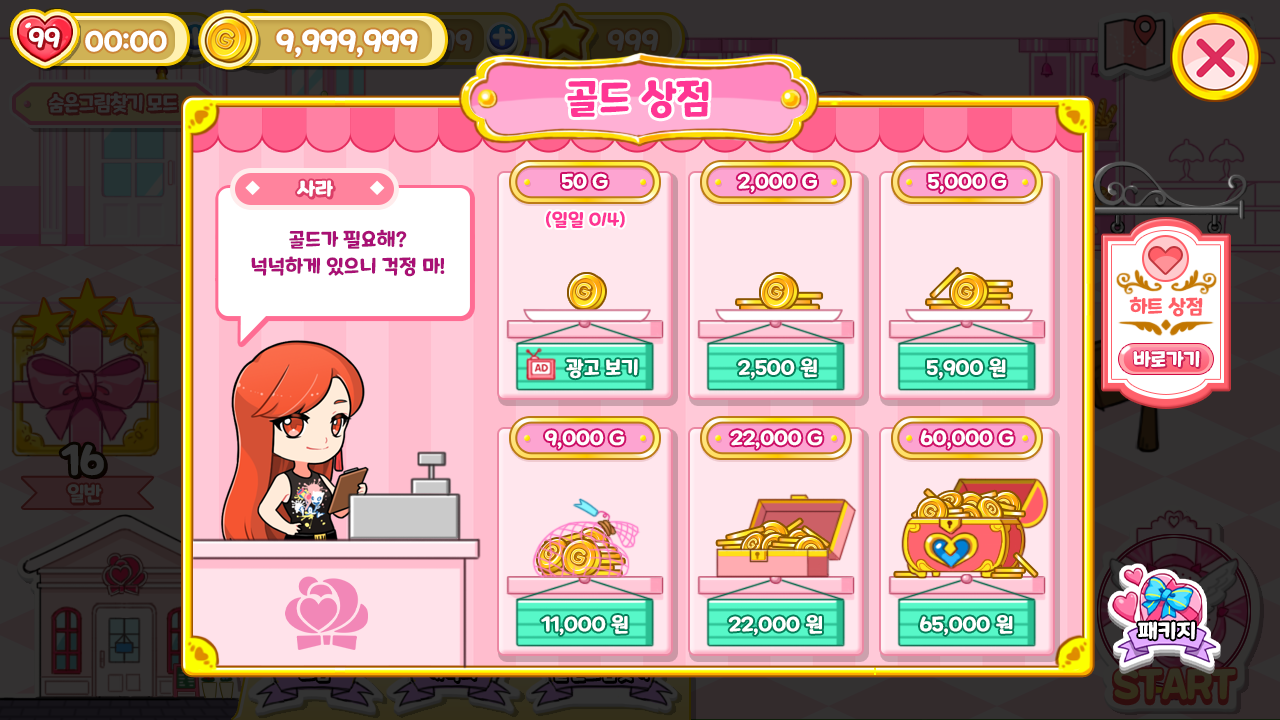 99
00:00
G
9,999,999
99
999
숨은그림찾기 모드
골드 상점
사라
골드가 필요해?
넉넉하게 있으니 걱정 마!
50 G
(일일 0/4)
G
AD 광고 보기
2,000 G
G
2,500 원
5,000 G
G
5,900 원
9,000 G
G
11,000 원
22,000 G
22,000 원
60,000 G
65,000 원
하트 상점
바로가기
16
일반
패키지
START